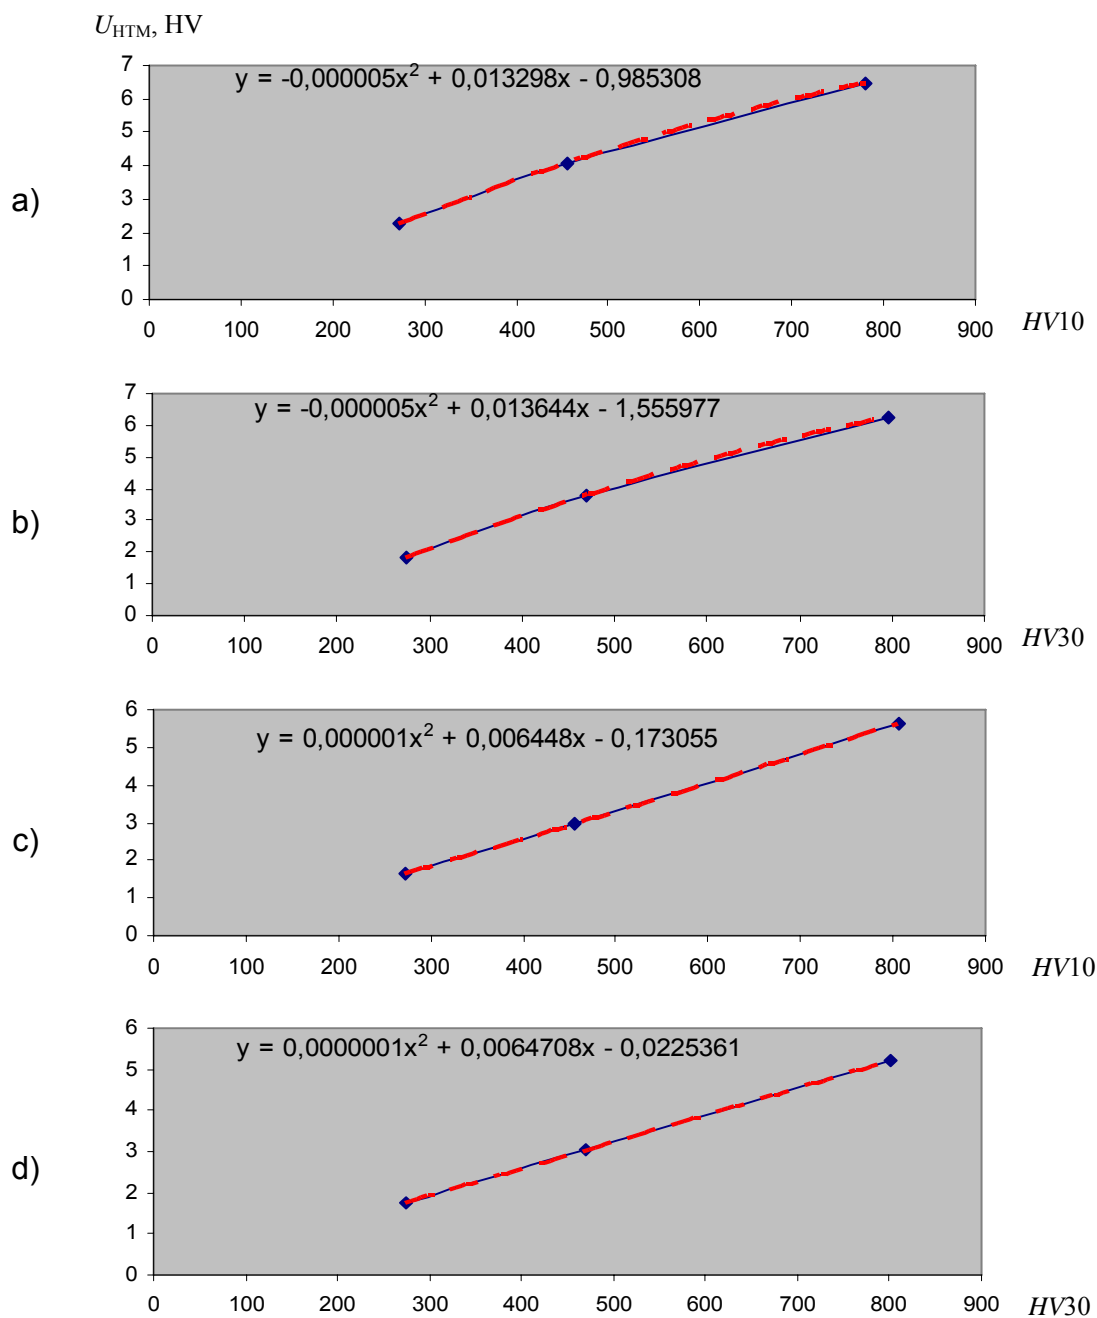 U_HTM, HV
a)
y = -0,000005x² + 0,013298x - 0,985308
7
6
5
4
3
2
1
0
0 100 200 300 400 500 600 700 800 900 HV10
b)
y = -0,000005x² + 0,013644x - 1,555977
7
6
5
4
3
2
1
0
0 100 200 300 400 500 600 700 800 900 HV30
c)
y = 0,000001x² + 0,006448x - 0,173055
6
5
4
3
2
1
0
0 100 200 300 400 500 600 700 800 900 HV10
d)
y = 0,0000001x² + 0,0064708x - 0,0225361
6
5
4
3
2
1
0
0 100 200 300 400 500 600 700 800 900 HV30